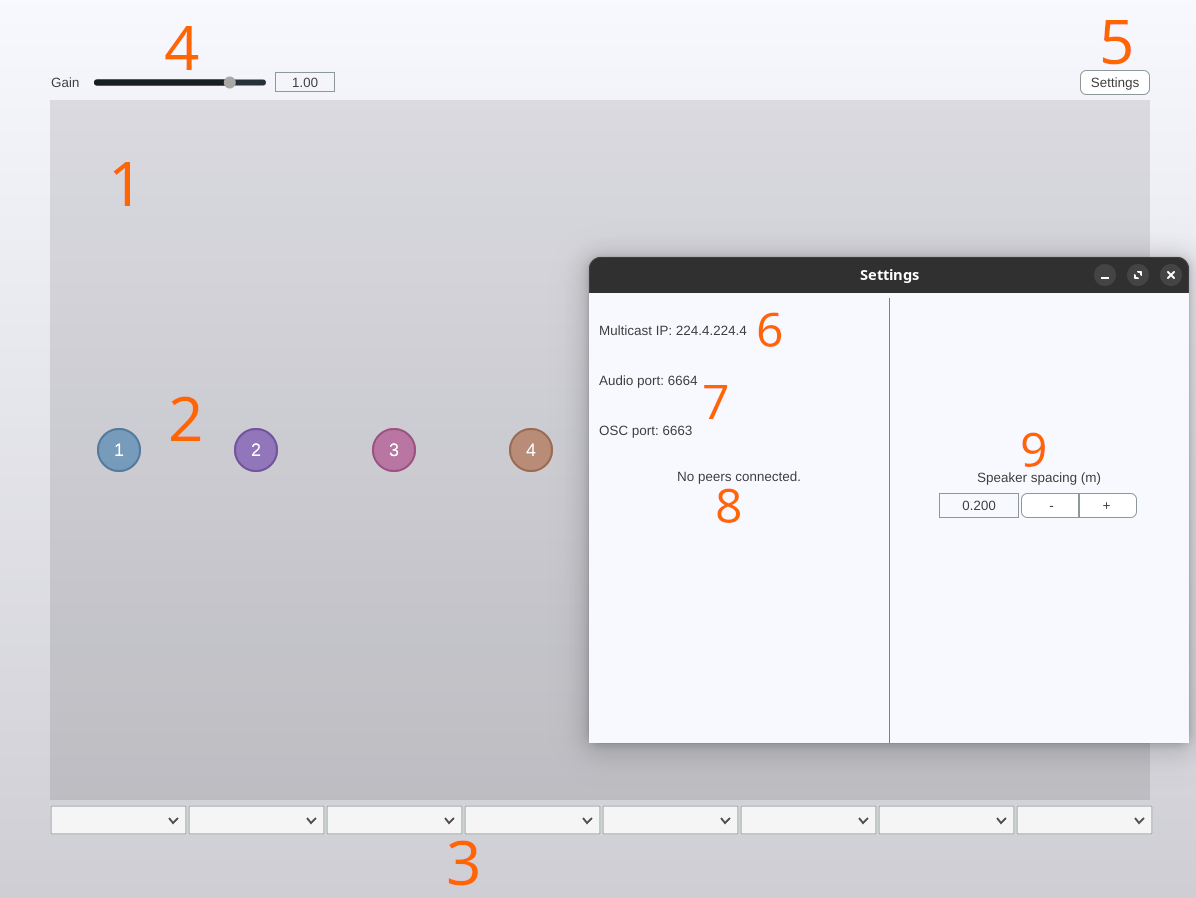 4
5
Gain 1.00 Settings
1
Settings
Multicast IP: 224.4.224.4 6
Audio port: 6664
7
2
1 2 3 4
OSC port: 6663
9
No peers connected. Speaker spacing (m)
8
0.200 - +
3